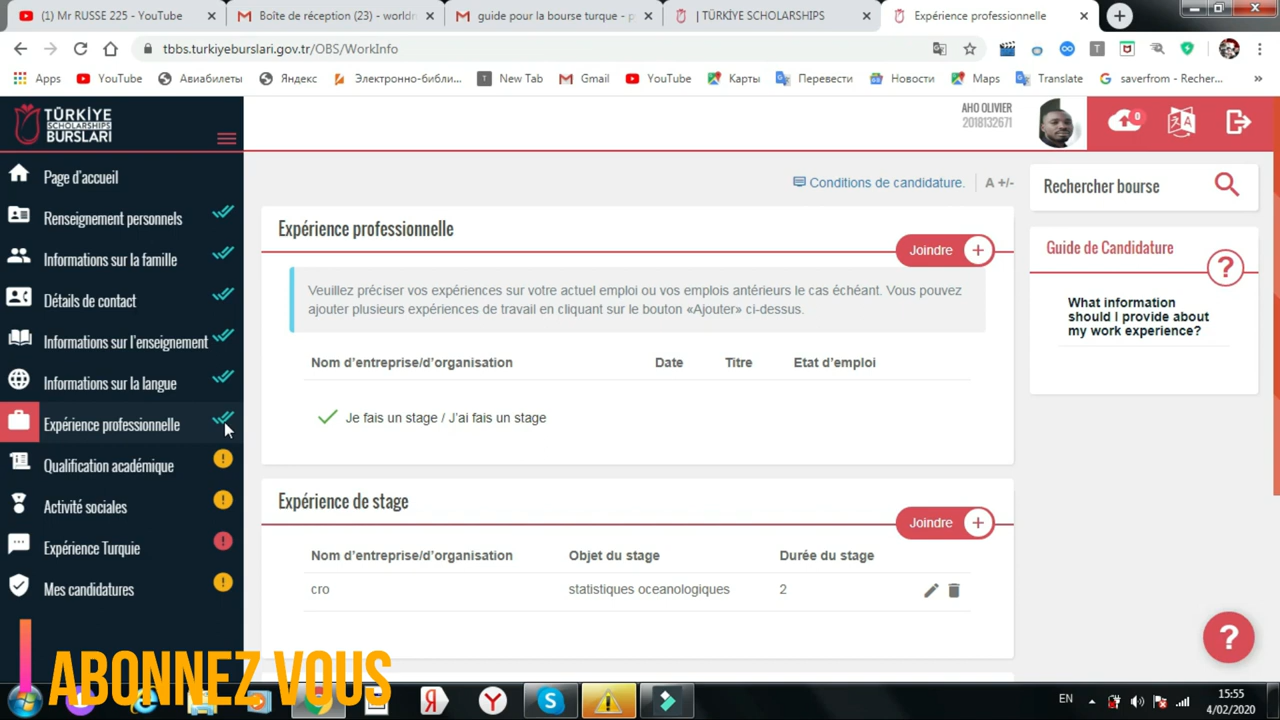 (1) Mr RUSSE 225 - YouTube
Boîte de réception (23) - worldn
guide pour la bourse turque - p
| TÜRKİYE SCHOLARSHIPS
Expérience professionnelle
tbbs.turkiyeburslari.gov.tr/OBS/WorkInfo
Apps
YouTube
Авиабилеты
Яндекс
Электронно-библи...
New Tab
Gmail
YouTube
Карты
Перевести
Новости
Maps
Translate
saverfrom - Recher...
»
TÜRKİYE
SCHOLARSHIPS
BURSLARI
AHO OLIVIER
2018132671
0
Page d'accueil
Renseignement personnels
Informations sur la famille
Détails de contact
Informations sur l'enseignement
Informations sur la langue
Expérience professionnelle
Qualification académique
Activité sociales
Expérience Turquie
Mes candidatures
Conditions de candidature.
A +/-
Expérience professionnelle
Joindre +
Veuillez préciser vos expériences sur votre actuel emploi ou vos emplois antérieurs le cas échéant. Vous pouvez
ajouter plusieurs expériences de travail en cliquant sur le bouton «Ajouter» ci-dessus.
Nom d'entreprise/d'organisation Date Titre Etat d'emploi
Je fais un stage / J'ai fais un stage
Expérience de stage
Joindre +
Nom d'entreprise/d'organisation Objet du stage Durée du stage
cro statistiques oceanologiques 2
Rechercher bourse
Guide de Candidature
?
What information
should I provide about
my work experience?
?
ABONNEZ VOUS
EN
15:55
4/02/2020